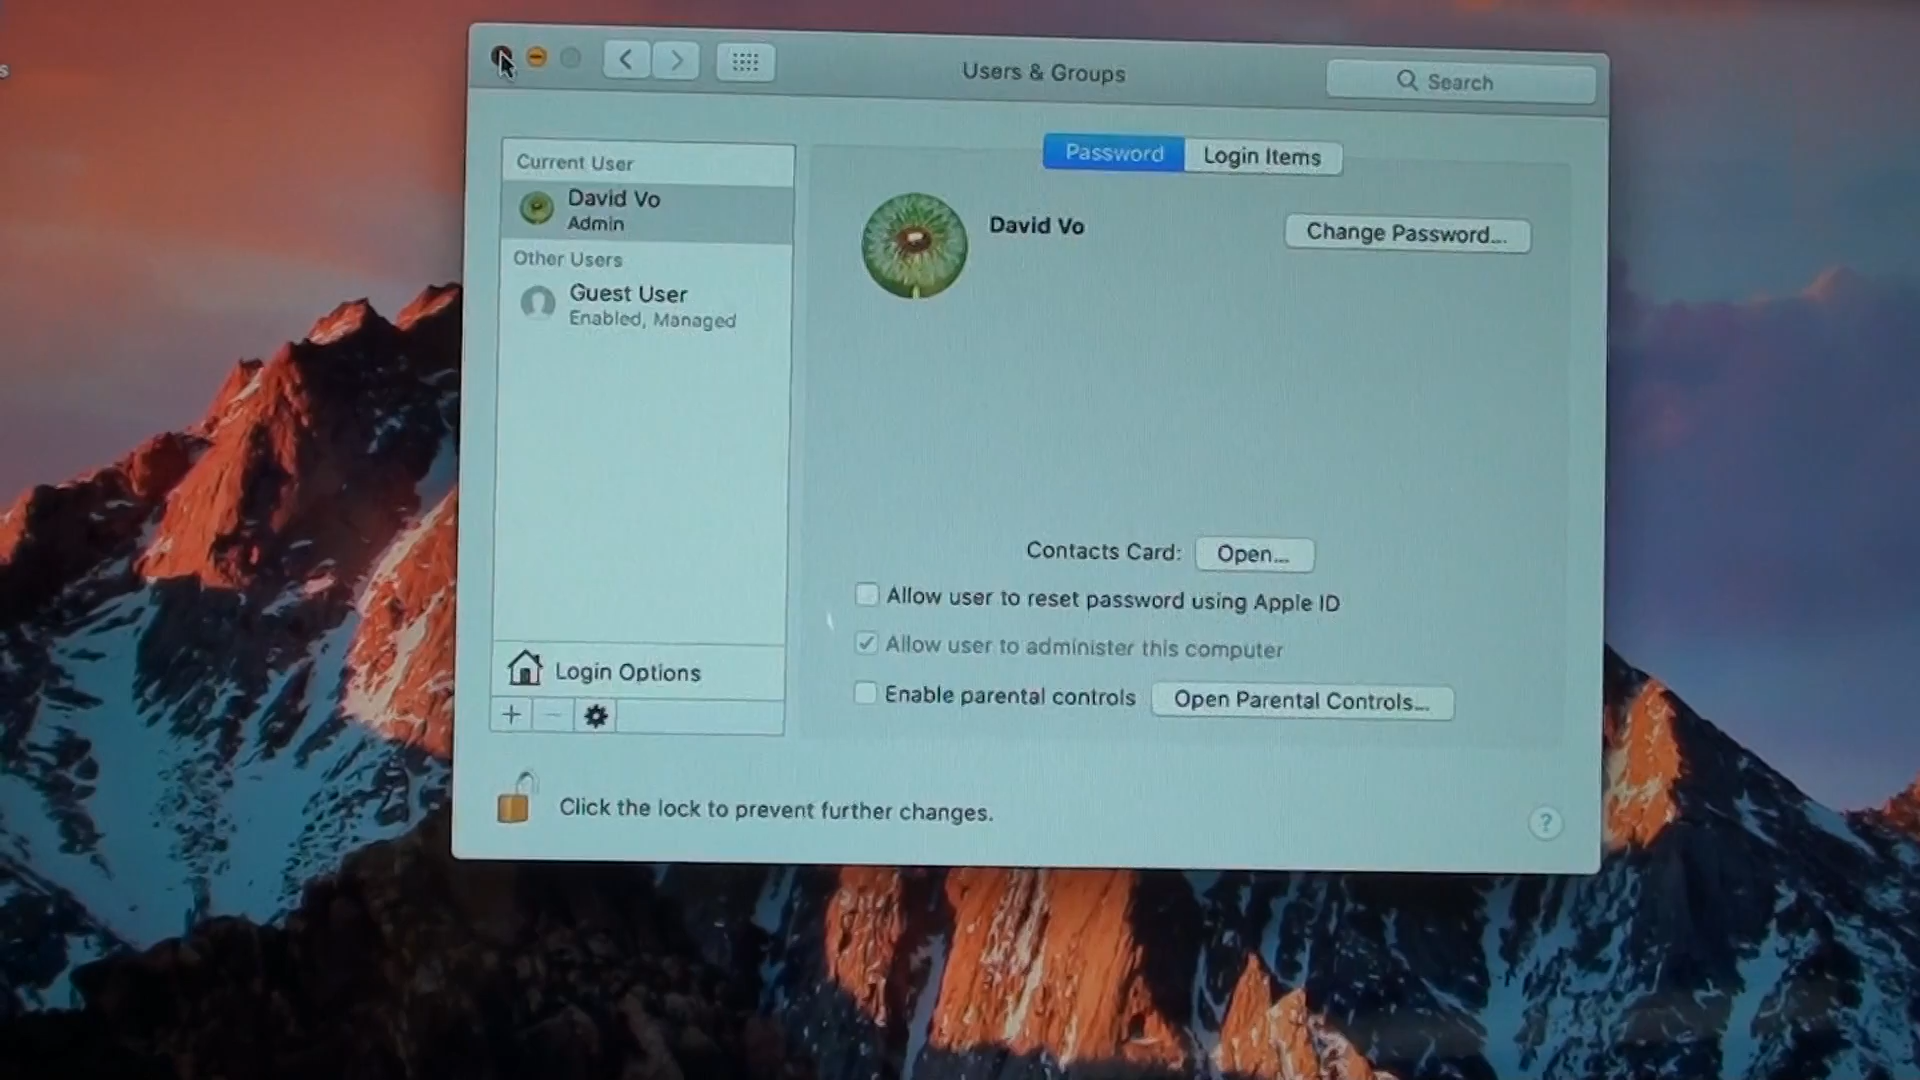 s
Users & Groups
Search
Current User
David Vo
Admin
Other Users
Guest User
Enabled, Managed
Login Options
Password
Login Items
David Vo
Change Password...
Contacts Card:
Open...
Allow user to reset password using Apple ID
Allow user to administer this computer
Enable parental controls
Open Parental Controls...
Click the lock to prevent further changes.
?